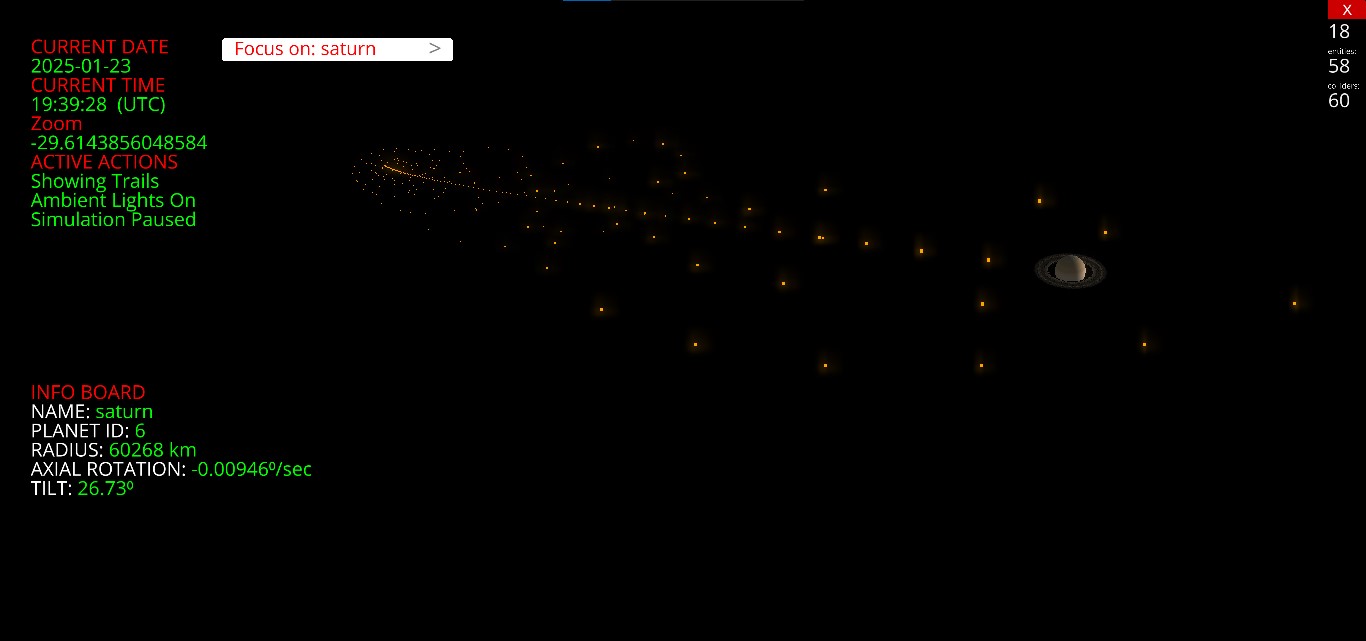 CURRENT DATE
2025-01-23
CURRENT TIME
19:39:28 (UTC)
Zoom
-29.6143856048584
ACTIVE ACTIONS
Showing Trails
Ambient Lights On
Simulation Paused
Focus on: saturn >
X
18
entities:
58
colliders:
60
INFO BOARD
NAME: saturn
PLANET ID: 6
RADIUS: 60268 km
AXIAL ROTATION: -0.00946º/sec
TILT: 26.73º